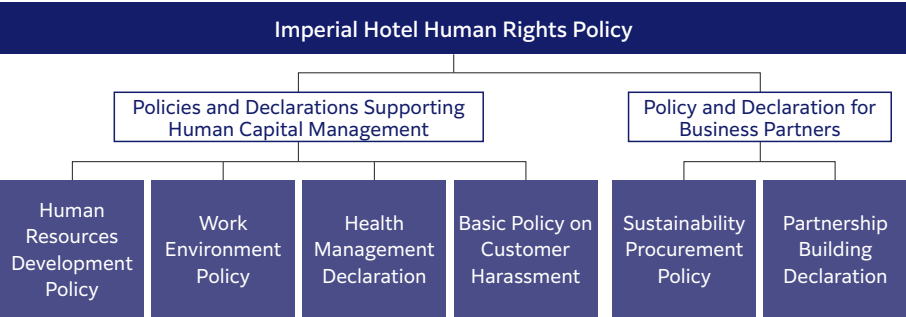 Imperial Hotel Human Rights Policy
Policies and Declarations Supporting
Human Capital Management
Policy and Declaration for
Business Partners
Human
Resources
Development
Policy
Work
Environment
Policy
Health
Management
Declaration
Basic Policy on
Customer
Harassment
Sustainability
Procurement
Policy
Partnership
Building
Declaration